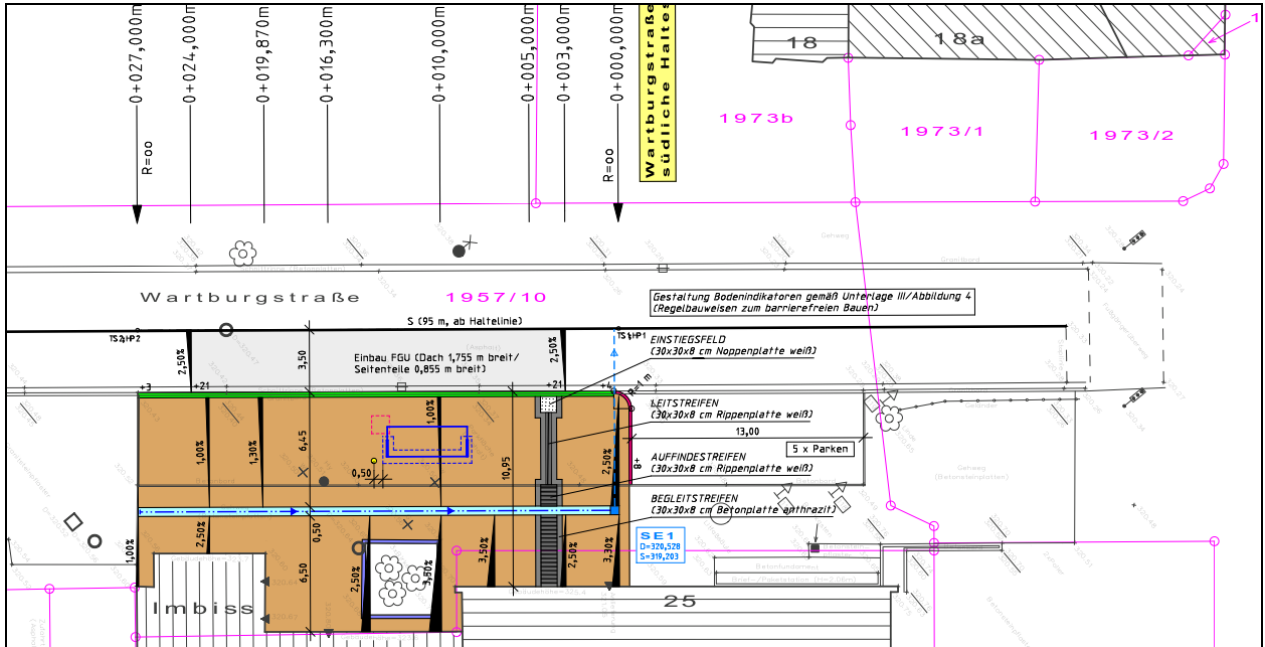 0+027,000m
0+024,000m
0+019,870m
0+016,300m
0+010,000m
0+005,000m
0+003,000m
0+000,000m
R=oo
R=oo
Wartburgstraße
südliche Haltes
18
18a
1
1973b
1973/1
1973/2
Wartburgstraße
1957/10
Gestaltung Bodenindikatoren gemäß Unterlage III/Abbildung 4
(Regelbauweisen zum barrierefreien Bauen)
S (95 m, ab Haltelinie)
2,50%
3,50
Einbau FGU (Dach 1,755 m breit/
Seitenteile 0,855 m breit)
2,50%
EINSTIEGSFELD
(30x30x8 cm Noppenplatte weiß)
+3
+21
+21
+4
R=1 m
LEITSTREIFEN
(30x30x8 cm Rippenplatte weiß)
13,00
5 x Parken
+8
AUFFINDESTREIFEN
(30x30x8 cm Rippenplatte weiß)
BEGLEITSTREIFEN
(30x30x8 cm Betonplatte anthrazit)
1,00%
1,30%
6,45
1,00%
0,50
10,95
2,50%
1,00%
2,50%
0,50
6,50
2,50%
3,50%
3,50%
2,50%
3,30%
SE1
D=320,528
S=319,203
Imbiss
25